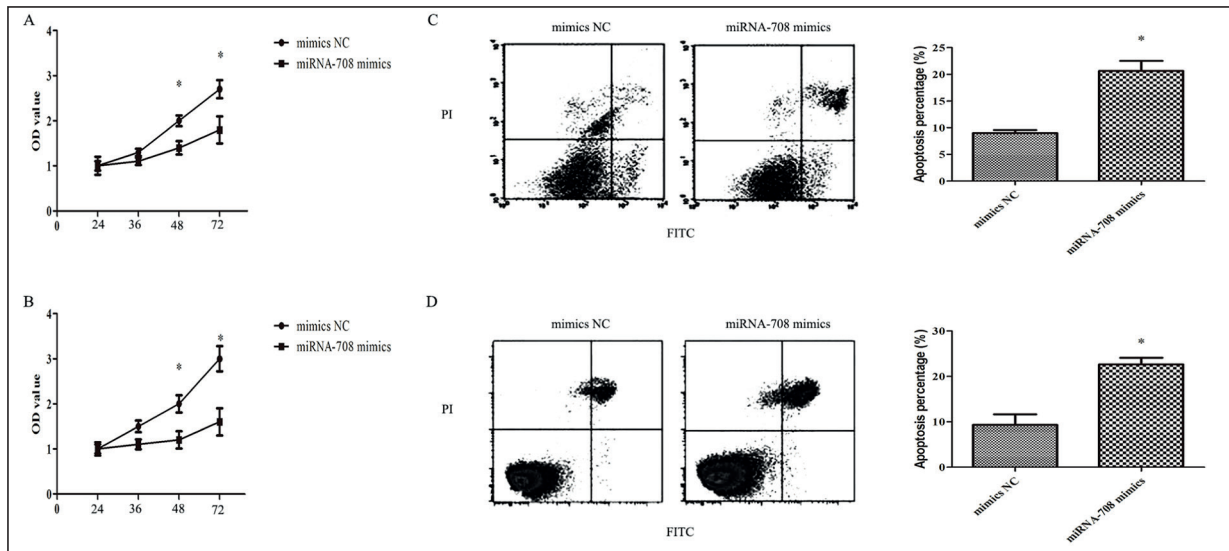 A
OD value
4
3
2
1
0
0
24
36
48
72
*
*
mimics NC
miRNA-708 mimics
B
OD value
4
3
2
1
0
0
24
36
48
72
*
*
mimics NC
miRNA-708 mimics
C
mimics NC
miRNA-708 mimics
PI
FITC
Apoptosis percentage (%)
25
20
15
10
5
0
*
mimics NC
miRNA-708 mimics
D
mimics NC
miRNA-708 mimics
PI
FITC
Apoptosis percentage (%)
30
20
10
0
*
mimics NC
miRNA-708 mimics